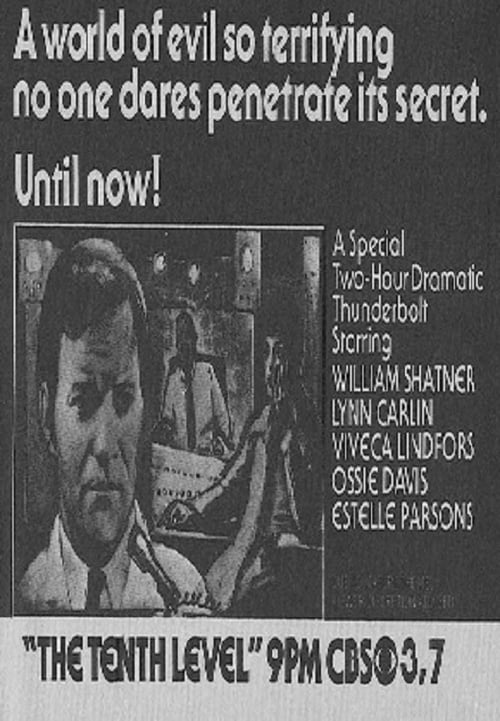 A world of evil so terrifying
no one dares penetrate its secret.
Until now!
A Special
Two-Hour Dramatic
Thunderbolt
Starring
WILLIAM SHATNER
LYNN CARLIN
VIVECA LINDFORS
OSSIE DAVIS
ESTELLE PARSONS
"THE TENTH LEVEL" 9PM CBS 3,7